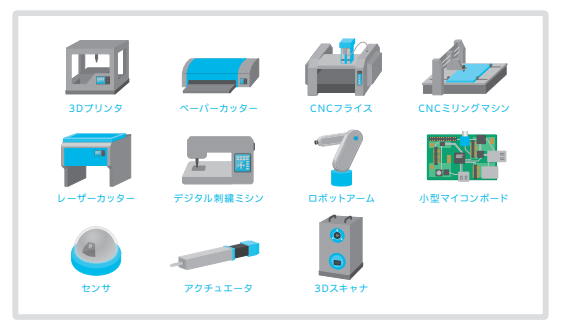 3Dプリンタ
ペーパーカッター
CNCフライス
CNCミリングマシン
レーザーカッター
デジタル刺繍ミシン
ロボットアーム
小型マイコンボード
センサ
アクチュエータ
3Dスキャナ